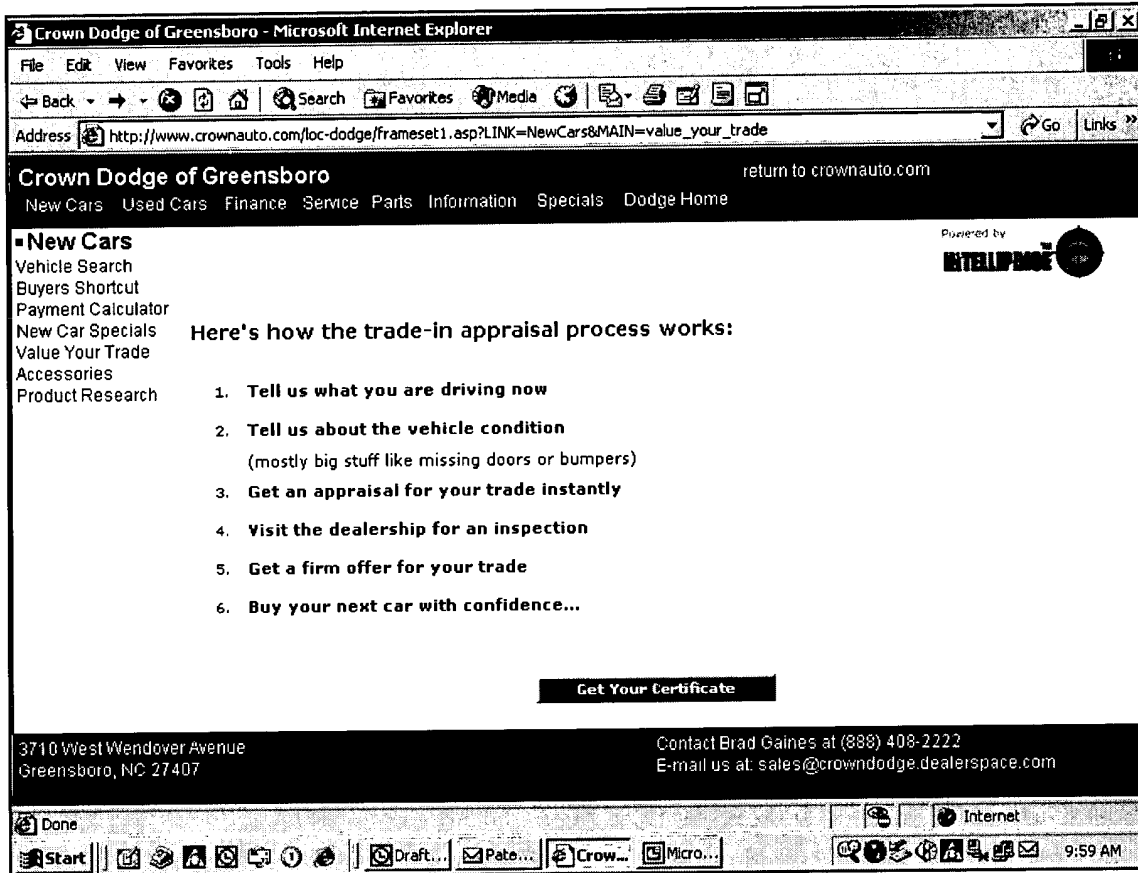 Crown Dodge of Greensboro - Microsoft Internet Explorer
File Edit View Favorites Tools Help
Back Search Favorites Media
Address http://www.crownauto.com/loc-dodge/frameset1.asp?LINK=NewCars&MAIN=value_your_trade Go Links »
Crown Dodge of Greensboro return to crownauto.com
New Cars Used Cars Finance Service Parts Information Specials Dodge Home
New Cars
Vehicle Search
Buyers Shortcut
Payment Calculator
New Car Specials
Value Your Trade
Accessories
Product Research
Powered by
INTELLIPRICE™
Here's how the trade-in appraisal process works:
1. Tell us what you are driving now
2. Tell us about the vehicle condition
(mostly big stuff like missing doors or bumpers)
3. Get an appraisal for your trade instantly
4. Visit the dealership for an inspection
5. Get a firm offer for your trade
6. Buy your next car with confidence...
Get Your Certificate
3710 West Wendover Avenue
Greensboro, NC 27407
Contact Brad Gaines at (888) 408-2222
E-mail us at: sales@crowndodge.dealerspace.com
Done Internet
Start Draft... Pate... Crow... Micro... 9:59 AM